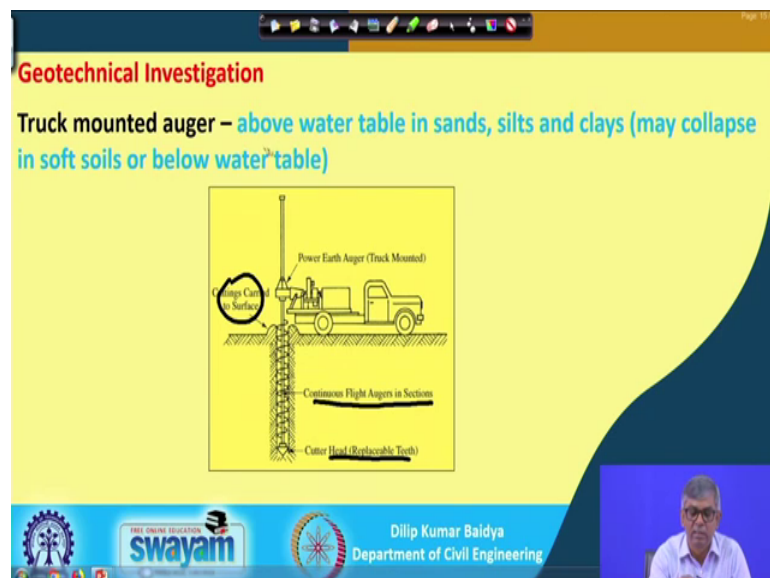 Page 15
Geotechnical Investigation
Truck mounted auger – above water table in sands, silts and clays (may collapse
in soft soils or below water table)
Power Earth Auger (Truck Mounted)
Cuttings Carried
to Surface
Continuous Flight Augers in Sections
Cutter Head (Replaceable Teeth)
FREE ONLINE EDUCATION
swayam
Dilip Kumar Baidya
Department of Civil Engineering